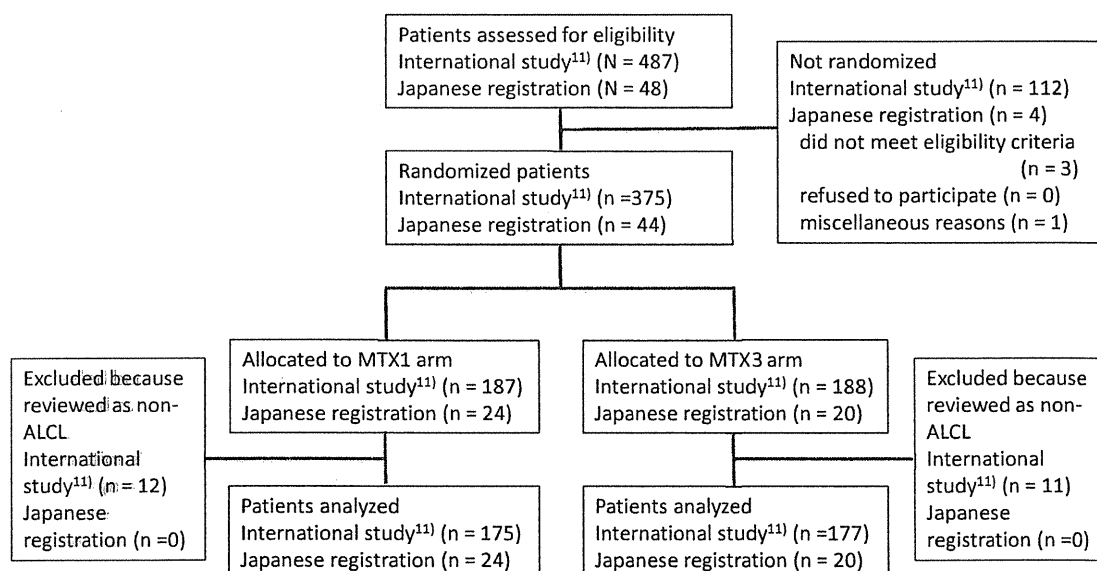 Patients assessed for eligibility
International study11) (N = 487)
Japanese registration (N = 48)
Not randomized
International study11) (n = 112)
Japanese registration (n = 4)
did not meet eligibility criteria
(n = 3)
refused to participate (n = 0)
miscellaneous reasons (n = 1)
Randomized patients
International study11) (n =375)
Japanese registration (n = 44)
Allocated to MTX1 arm
International study11) (n = 187)
Japanese registration (n = 24)
Allocated to MTX3 arm
International study11) (n = 188)
Japanese registration (n = 20)
Excluded because
reviewed as non-
ALCL
International
study11) (n = 12)
Japanese
registration (n =0)
Excluded because
reviewed as non-
ALCL
International
study11) (n = 11)
Japanese
registration (n =0)
Patients analyzed
International study11) (n = 175)
Japanese registration (n = 24)
Patients analyzed
International study11) (n =177)
Japanese registration (n = 20)